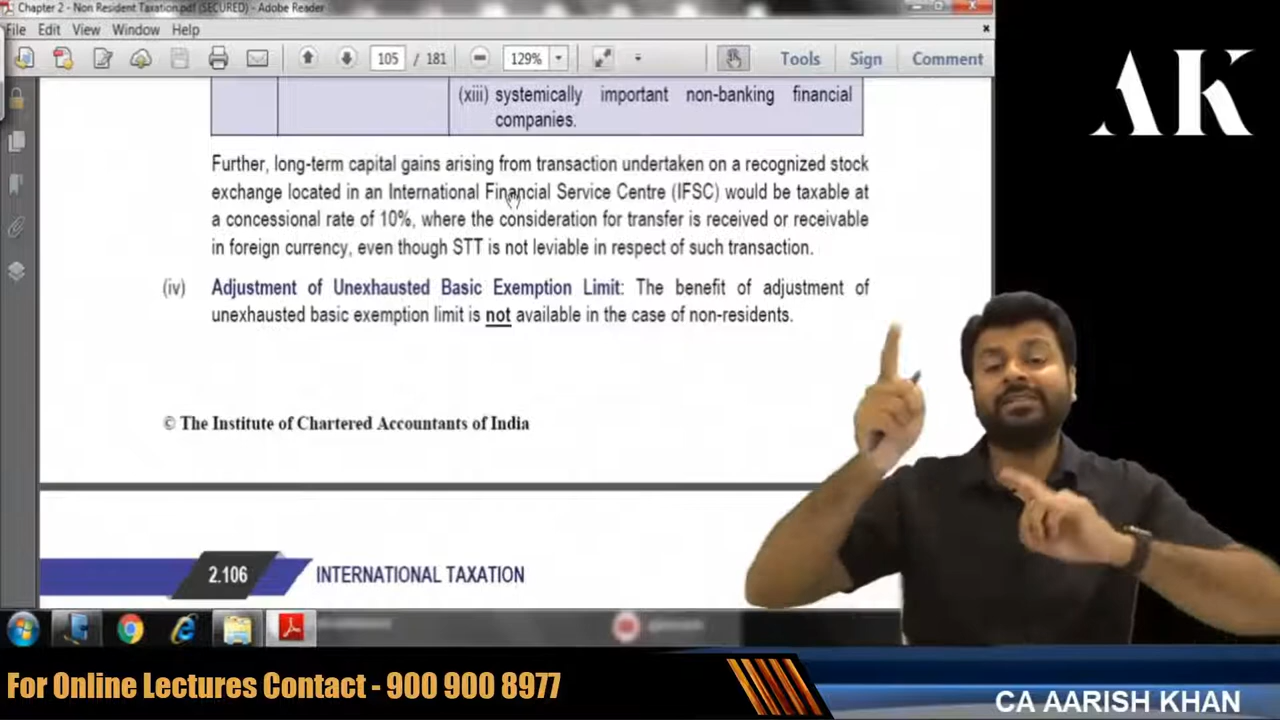 Chapter 2 - Non Resident Taxation.pdf (SECURED) - Adobe Reader
File Edit View Window Help
105 / 181 129% Tools Sign Comment
AK
(xiii) systemically important non-banking financial
companies.
Further, long-term capital gains arising from transaction undertaken on a recognized stock
exchange located in an International Financial Service Centre (IFSC) would be taxable at
a concessional rate of 10%, where the consideration for transfer is received or receivable
in foreign currency, even though STT is not leviable in respect of such transaction.
(iv) Adjustment of Unexhausted Basic Exemption Limit: The benefit of adjustment of
unexhausted basic exemption limit is not available in the case of non-residents.
© The Institute of Chartered Accountants of India
2.106 INTERNATIONAL TAXATION
For Online Lectures Contact - 900 900 8977
CA AARISH KHAN